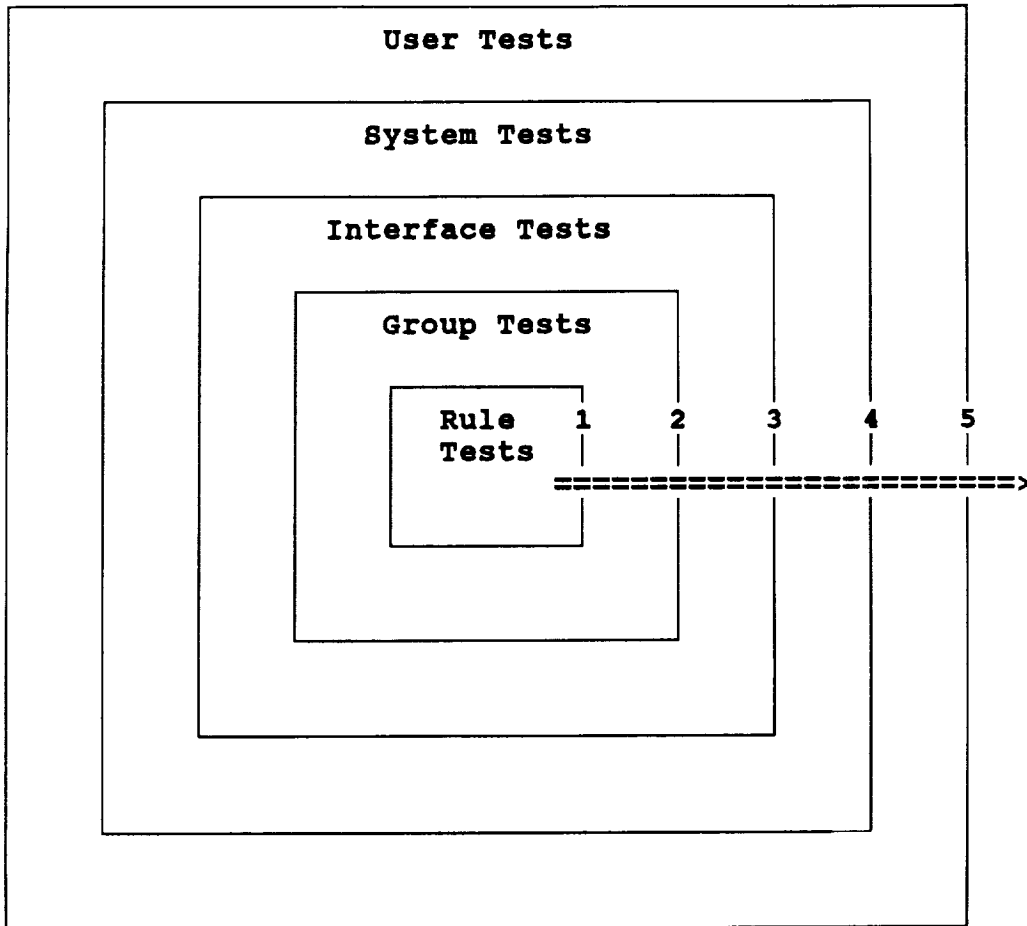 User Tests
System Tests
Interface Tests
Group Tests
Rule
Tests
1 2 3 4 5
========================>